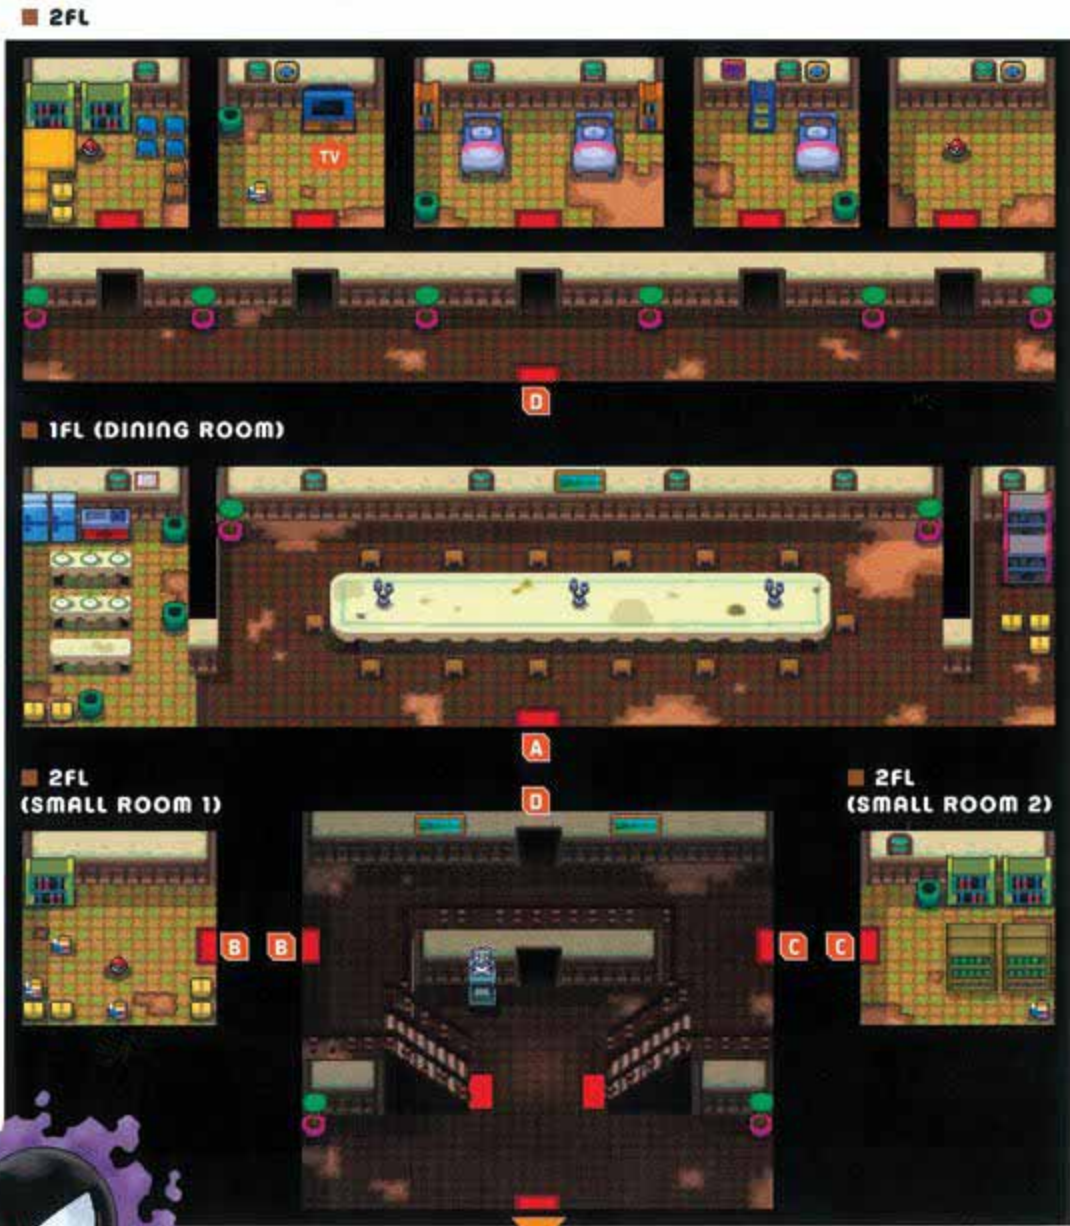 2FL
TV
D
1FL (DINING ROOM)
A
2FL
(SMALL ROOM 1)
D
2FL
(SMALL ROOM 2)
B
B
C
C